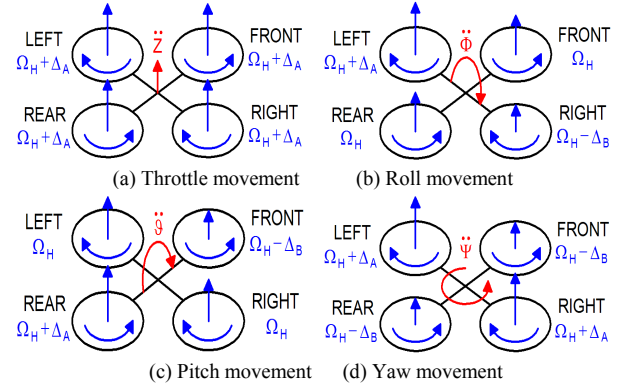 LEFT
Ω_H+Δ_A
Z̈
FRONT
Ω_H+Δ_A
REAR
Ω_H+Δ_A
RIGHT
Ω_H+Δ_A
(a) Throttle movement
LEFT
Ω_H+Δ_A
Φ̈
FRONT
Ω_H
REAR
Ω_H
RIGHT
Ω_H−Δ_B
(b) Roll movement
LEFT
Ω_H
ϑ̈
FRONT
Ω_H−Δ_B
REAR
Ω_H+Δ_A
RIGHT
Ω_H
(c) Pitch movement
LEFT
Ω_H+Δ_A
Ψ̈
FRONT
Ω_H−Δ_B
REAR
Ω_H−Δ_B
RIGHT
Ω_H+Δ_A
(d) Yaw movement